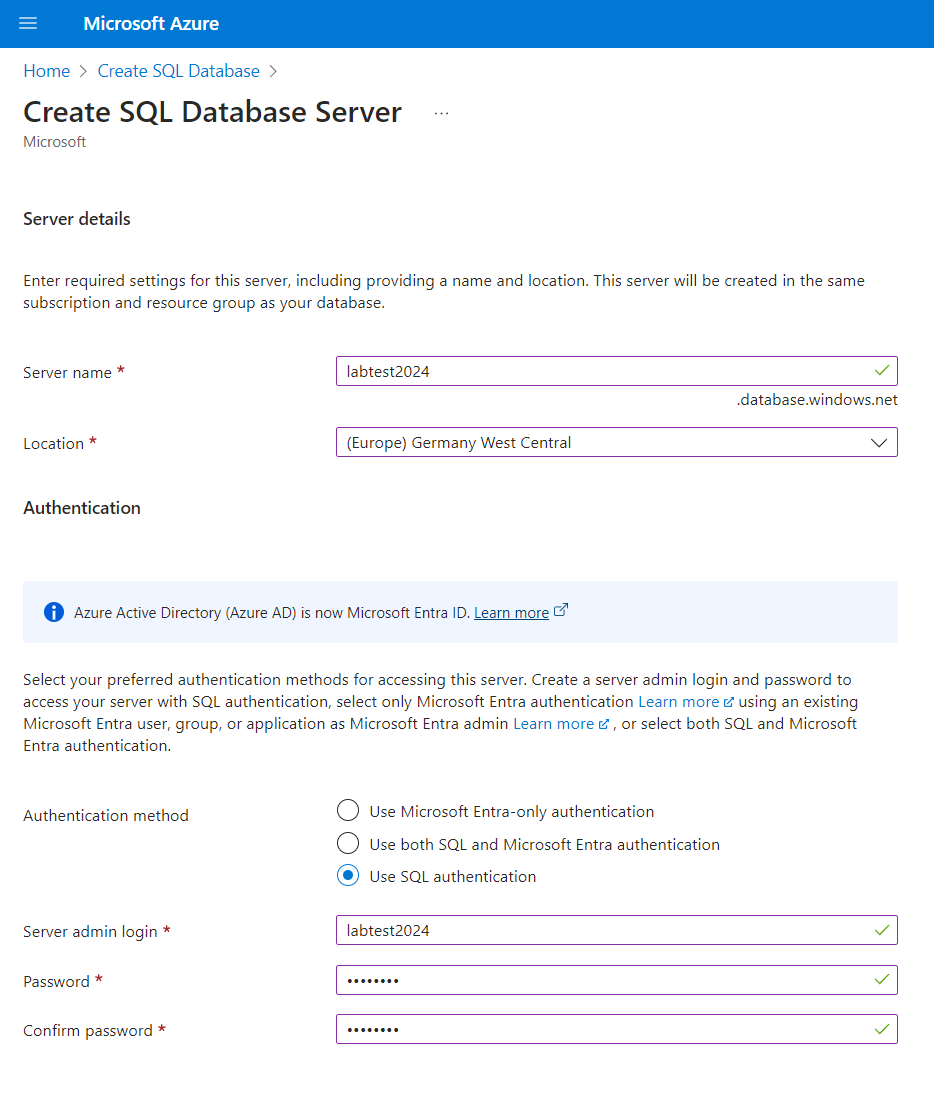 Microsoft Azure
Home > Create SQL Database >
Create SQL Database Server ...
Microsoft
Server details
Enter required settings for this server, including providing a name and location. This server will be created in the same
subscription and resource group as your database.
Server name * labtest2024
.database.windows.net
Location * (Europe) Germany West Central
Authentication
Azure Active Directory (Azure AD) is now Microsoft Entra ID. Learn more
Select your preferred authentication methods for accessing this server. Create a server admin login and password to
access your server with SQL authentication, select only Microsoft Entra authentication Learn more using an existing
Microsoft Entra user, group, or application as Microsoft Entra admin Learn more , or select both SQL and Microsoft
Entra authentication.
Authentication method
Use Microsoft Entra-only authentication
Use both SQL and Microsoft Entra authentication
Use SQL authentication
Server admin login * labtest2024
Password * ••••••••
Confirm password * ••••••••